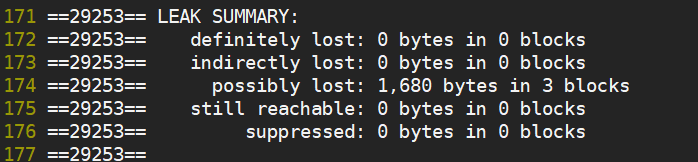 171 ==29253== LEAK SUMMARY:
172 ==29253==    definitely lost: 0 bytes in 0 blocks
173 ==29253==    indirectly lost: 0 bytes in 0 blocks
174 ==29253==      possibly lost: 1,680 bytes in 3 blocks
175 ==29253==    still reachable: 0 bytes in 0 blocks
176 ==29253==         suppressed: 0 bytes in 0 blocks
177 ==29253==